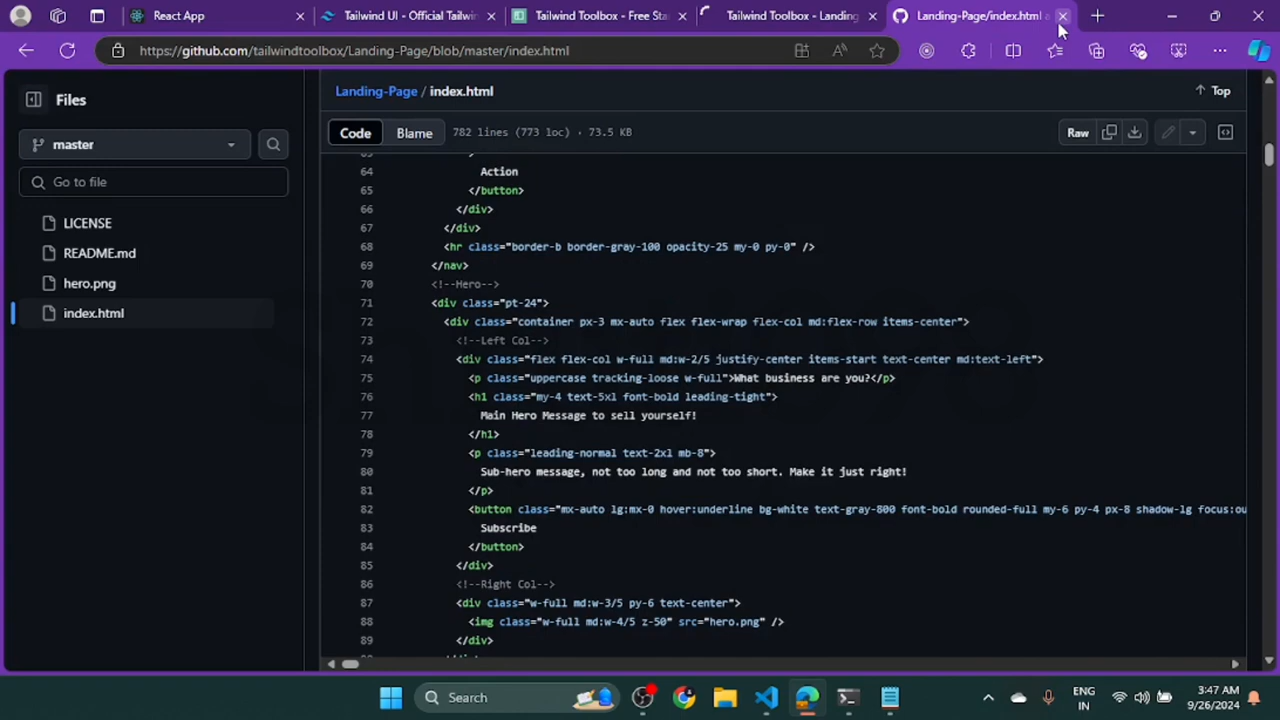 React App
Tailwind UI - Official Tailwi
Tailwind Toolbox - Free Sta
Tailwind Toolbox - Landing
Landing-Page/index.html a
https://github.com/tailwindtoolbox/Landing-Page/blob/master/index.html
Files
master
Go to file
LICENSE
README.md
hero.png
index.html
Landing-Page / index.html
Top
Code
Blame
782 lines (773 loc) · 73.5 KB
Raw
64 Action
65 </button>
66 </div>
67 </div>
68 <hr class="border-b border-gray-100 opacity-25 my-0 py-0" />
69 </nav>
70 <!--Hero-->
71 <div class="pt-24">
72 <div class="container px-3 mx-auto flex flex-wrap flex-col md:flex-row items-center">
73 <!--Left Col-->
74 <div class="flex flex-col w-full md:w-2/5 justify-center items-start text-center md:text-left">
75 <p class="uppercase tracking-loose w-full">What business are you?</p>
76 <h1 class="my-4 text-5xl font-bold leading-tight">
77 Main Hero Message to sell yourself!
78 </h1>
79 <p class="leading-normal text-2xl mb-8">
80 Sub-hero message, not too long and not too short. Make it just right!
81 </p>
82 <button class="mx-auto lg:mx-0 hover:underline bg-white text-gray-800 font-bold rounded-full my-6 py-4 px-8 shadow-lg focus:ou
83 Subscribe
84 </button>
85 </div>
86 <!--Right Col-->
87 <div class="w-full md:w-3/5 py-6 text-center">
88 <img class="w-full md:w-4/5 z-50" src="hero.png" />
89 </div>
Search
ENG
IN
3:47 AM
9/26/2024